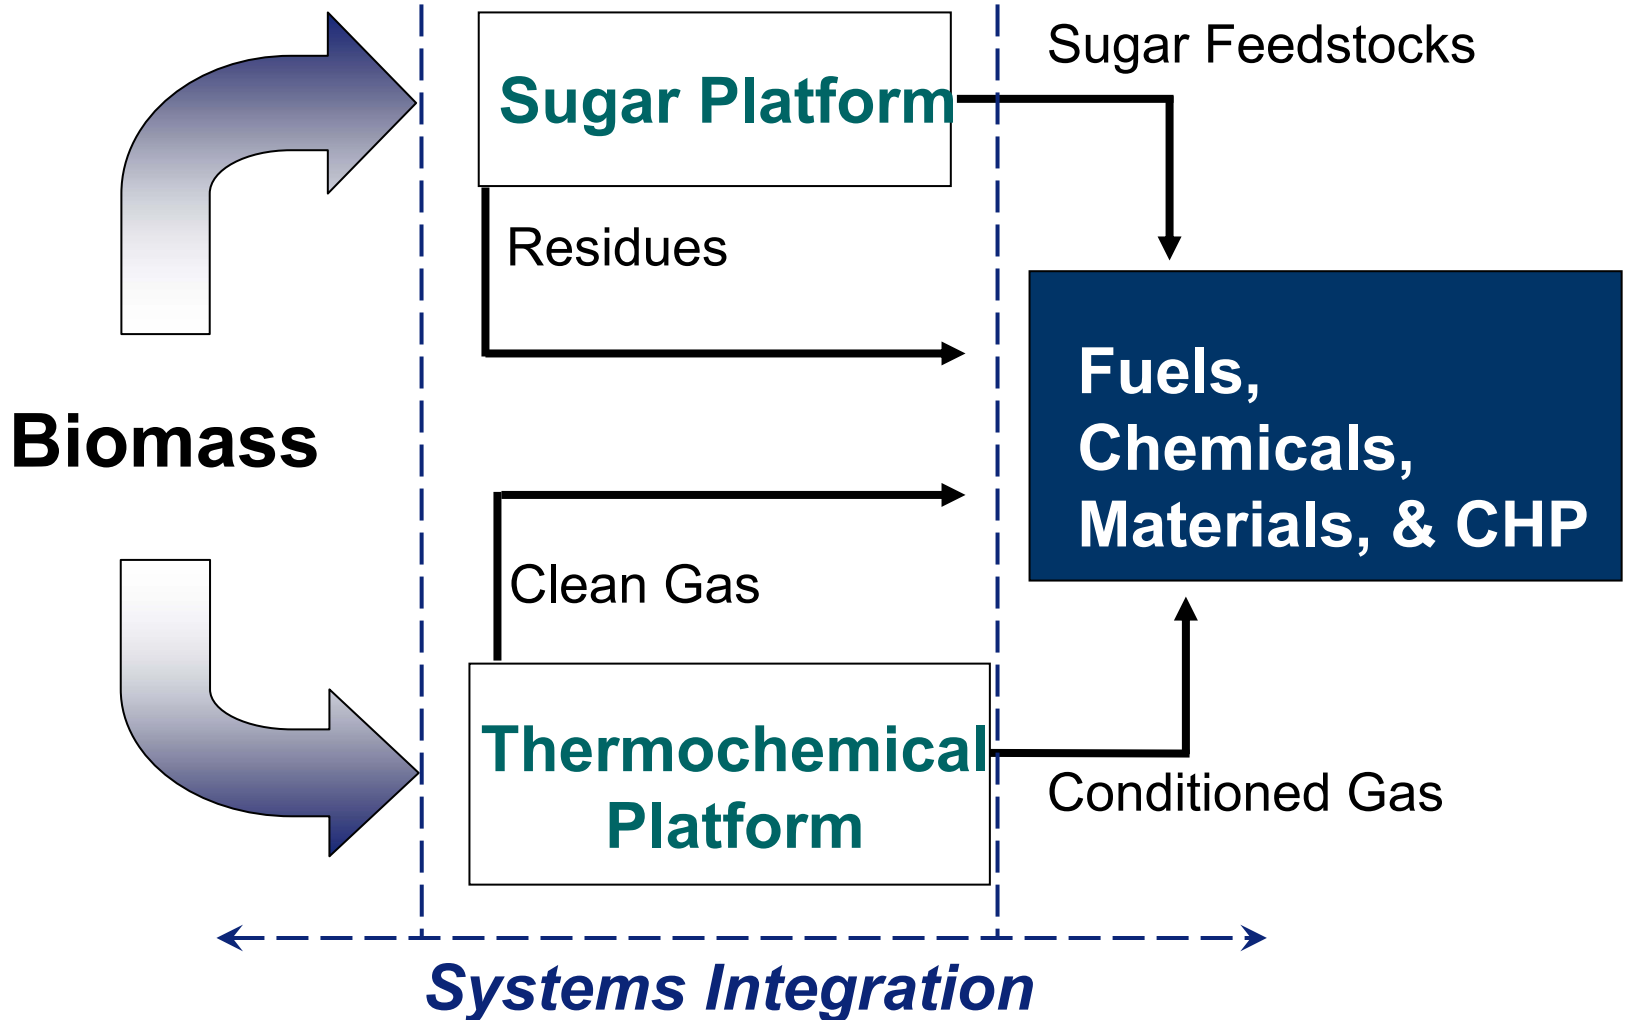 Sugar Feedstocks
Sugar Platform
Residues
Biomass
Fuels,
Chemicals,
Materials, & CHP
Clean Gas
Thermochemical
Platform
Conditioned Gas
Systems Integration